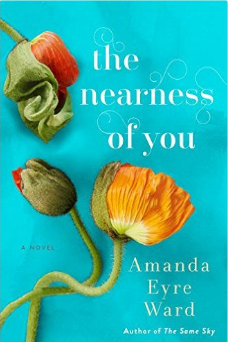 the
nearness
of you
A NOVEL
Amanda
Eyre
Ward
Author of The Same Sky